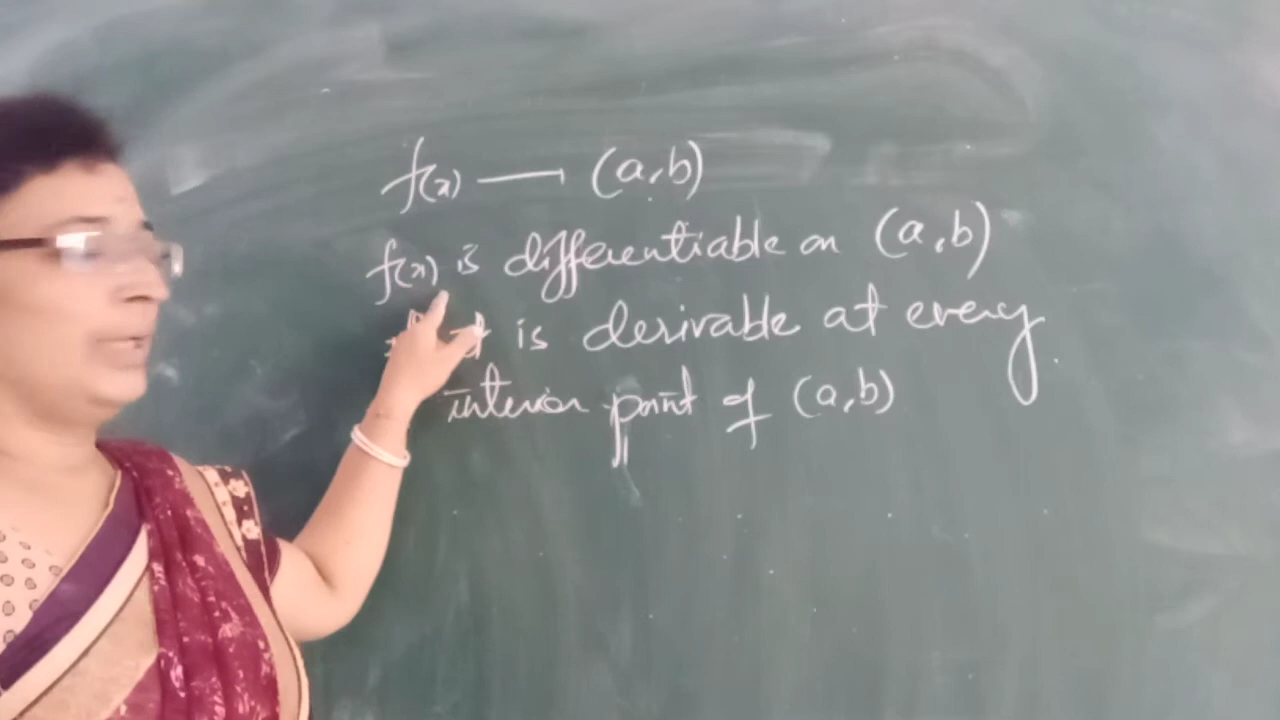 f(x) — (a,b)
f(x) is differentiable on (a,b)
is derivable at every
interior point of (a,b)